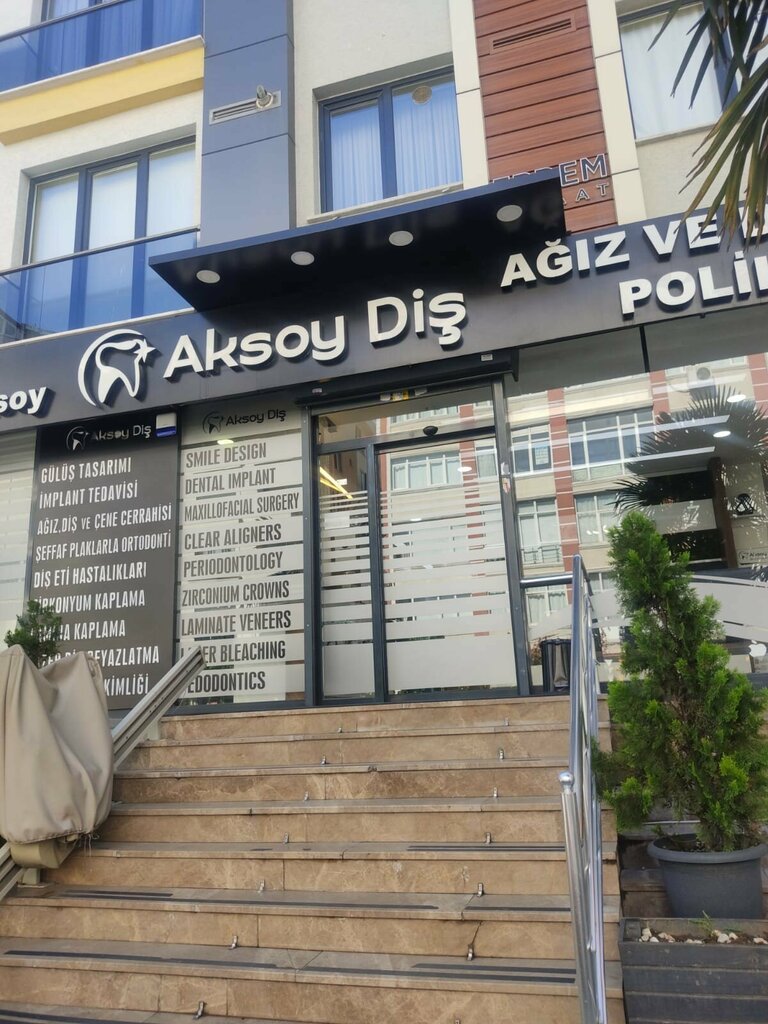 DEM
AT
AĞIZ VE
POLİ
soy
Aksoy Diş
Aksoy Diş
GÜLÜŞ TASARIMI
İMPLANT TEDAVİSİ
AĞIZ.DİŞ VE ÇENE CERRAHİSİ
ŞEFFAF PLAKLARLA ORTODONTİ
DİŞ ETİ HASTALIKLARI
KAPLAMA
KAPLAMA
BEYAZLATMA
Aksoy Diş
SMILE DESIGN
DENTAL IMPLANT
MAXILLOFACIAL SURGERY
CLEAR ALIGNERS
PERIODONTOLOGY
ZIRCONIUM CROWNS
LAMINATE VENEERS
BLEACHING
EDODONTICS